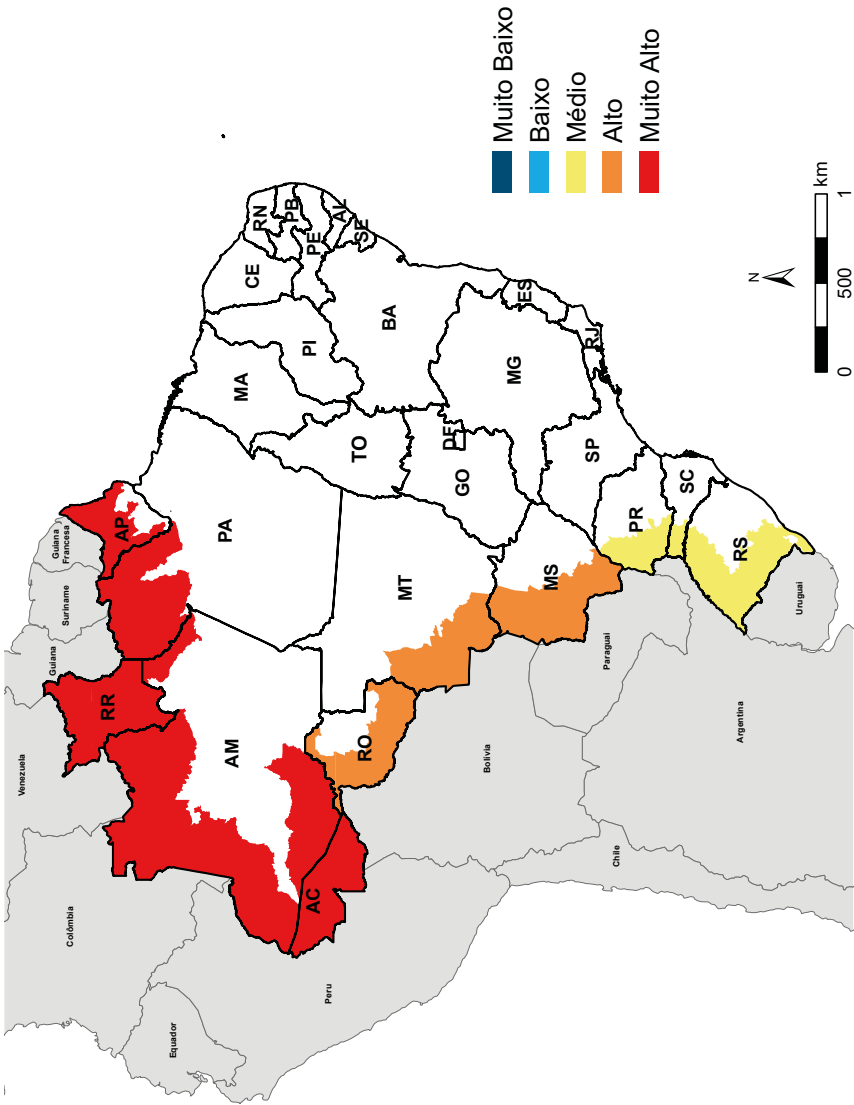 Venezuela
Guiana
Suriname
Guiana
Francesa
Colômbia
Equador
Peru
Bolívia
Chile
Paraguai
Argentina
Uruguai
RR
AP
AM
PA
AC
RO
MT
MA
CE
RN
PB
PE
AL
SE
PI
TO
BA
GO
DF
MG
ES
RJ
MS
SP
PR
SC
RS
Muito Baixo
Baixo
Médio
Alto
Muito Alto
N
0 500 1
km